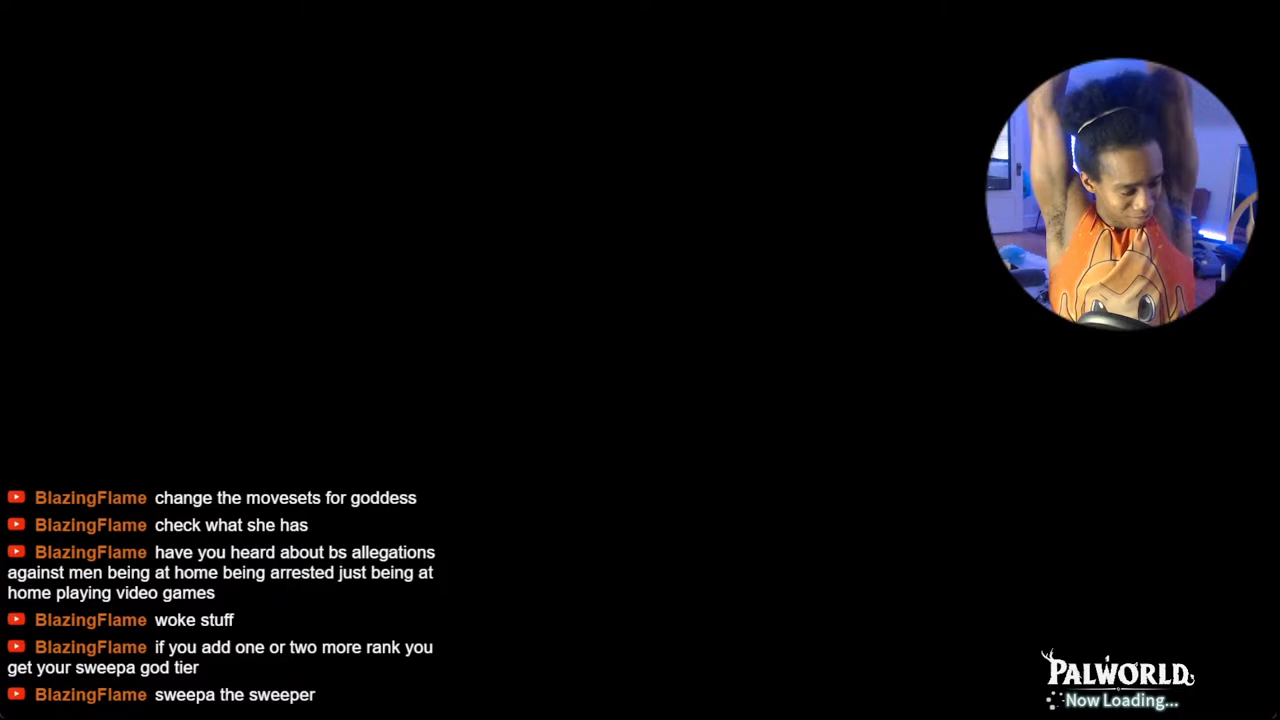 BlazingFlame change the movesets for goddess
BlazingFlame check what she has
BlazingFlame have you heard about bs allegations
against men being at home being arrested just being at
home playing video games
BlazingFlame woke stuff
BlazingFlame if you add one or two more rank you
get your sweepa god tier
BlazingFlame sweepa the sweeper
PALWORLD
Now Loading...